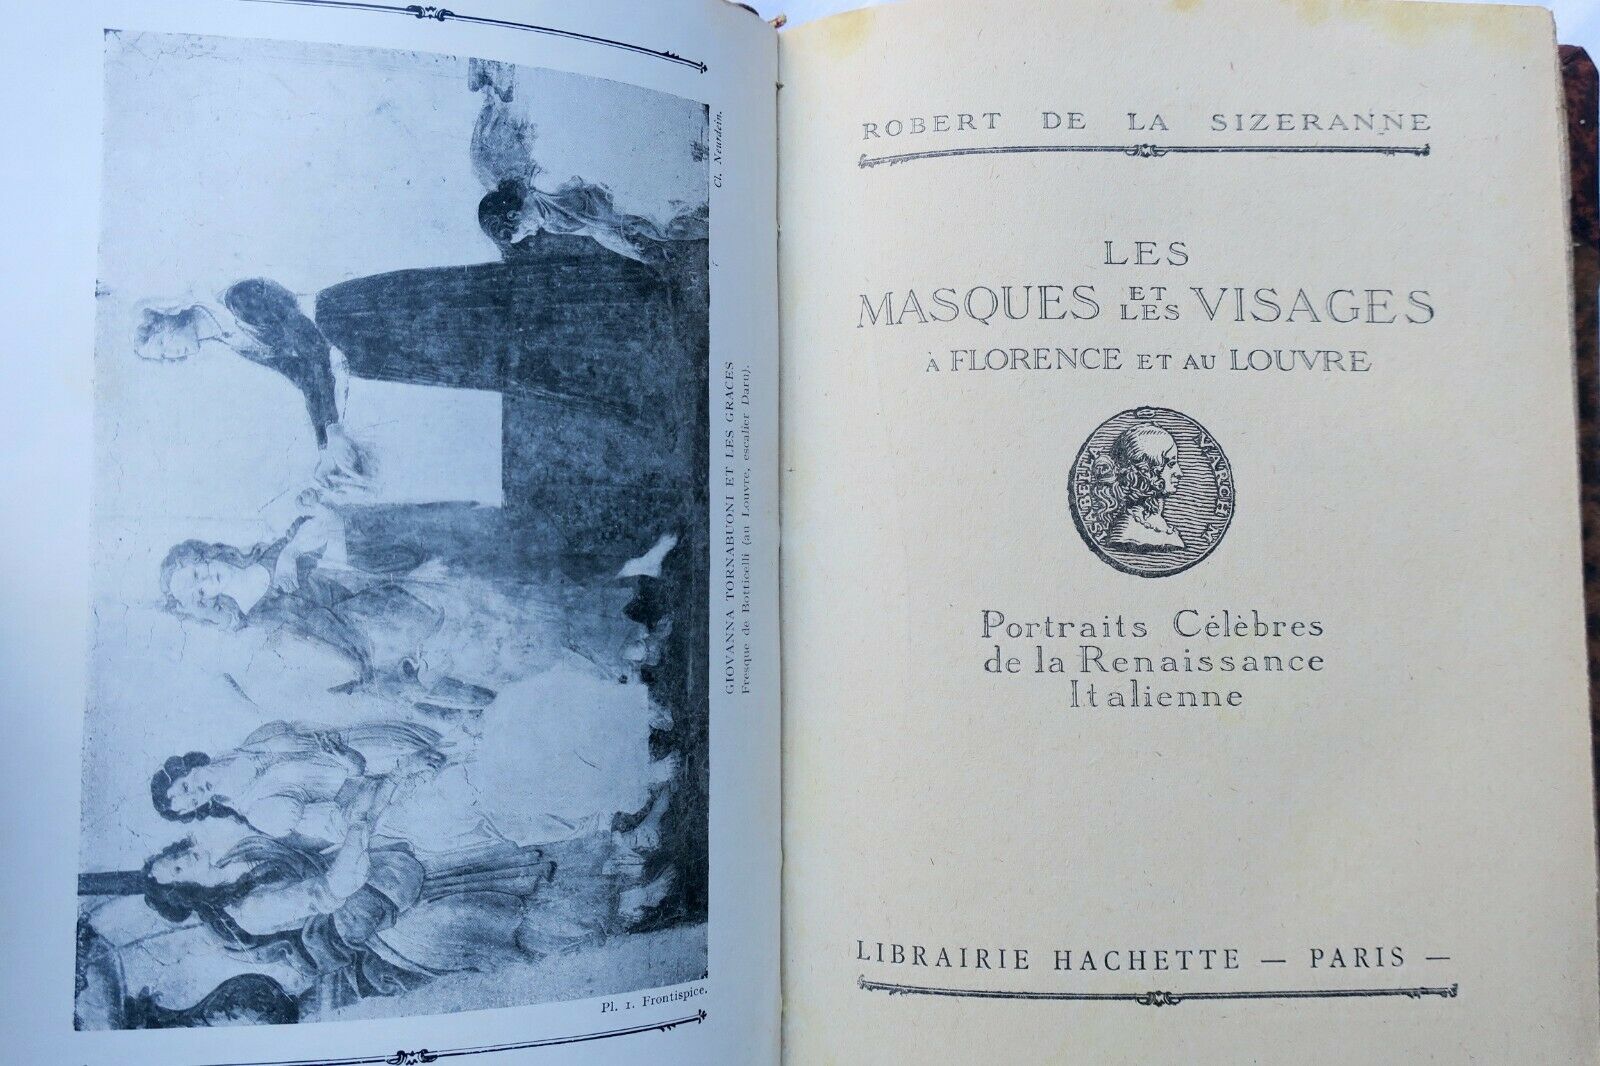 Cl. Neurdein.
GIOVANNA TORNABUONI ET LES GRACES
Fresque de Botticelli (au Louvre, escalier Daru).
Pl. 1. Frontispice.
ROBERT DE LA SIZERANNE
LES
MASQUES ET LES VISAGES
À FLORENCE ET AU LOUVRE
ISABELLA MARCH M
Portraits Célèbres
de la Renaissance
Italienne
LIBRAIRIE HACHETTE — PARIS —